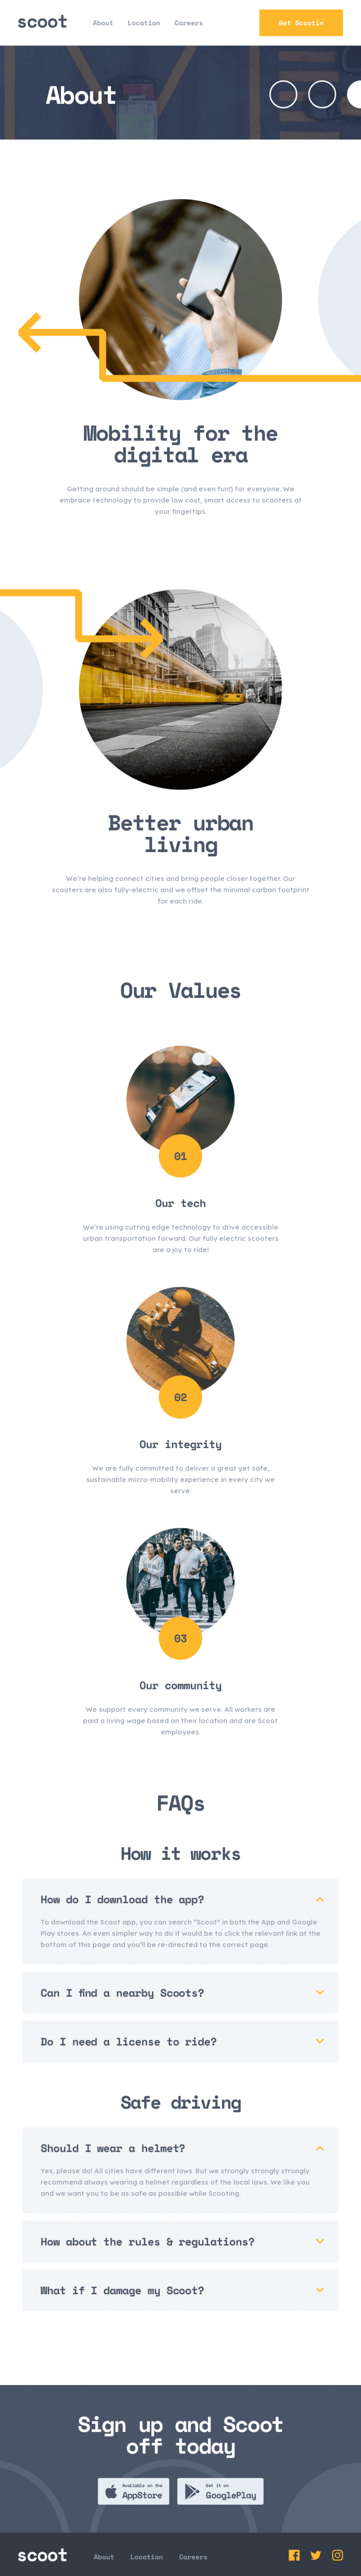 scoot
About Location Careers
Get Scootin
About
Mobility for the
digital era
Getting around should be simple (and even fun!) for everyone. We
embrace technology to provide low cost, smart access to scooters at
your fingertips.
Better urban
living
We're helping connect cities and bring people closer together. Our
scooters are also fully-electric and we offset the minimal carbon footprint
for each ride.
Our Values
01
Our tech
We're using cutting edge technology to drive accessible
urban transportation forward. Our fully electric scooters
are a joy to ride!
02
Our integrity
We are fully committed to deliver a great yet safe,
sustainable micro-mobility experience in every city we
serve.
03
Our community
We support every community we serve. All workers are
paid a living wage based on their location and are Scoot
employees.
FAQs
How it works
How do I download the app?
To download the Scoot app, you can search "Scoot" in both the App and Google
Play stores. An even simpler way to do it would be to click the relevant link at the
bottom of this page and you'll be re-directed to the correct page.
Can I find a nearby Scoots?
Do I need a license to ride?
Safe driving
Should I wear a helmet?
Yes, please do! All cities have different laws. But we strongly strongly strongly
recommend always wearing a helmet regardless of the local laws. We like you
and we want you to be as safe as possible while Scooting.
How about the rules & regulations?
What if I damage my Scoot?
Sign up and Scoot
off today
Available on the
AppStore
Get it on
GooglePlay
scoot
About Location Careers